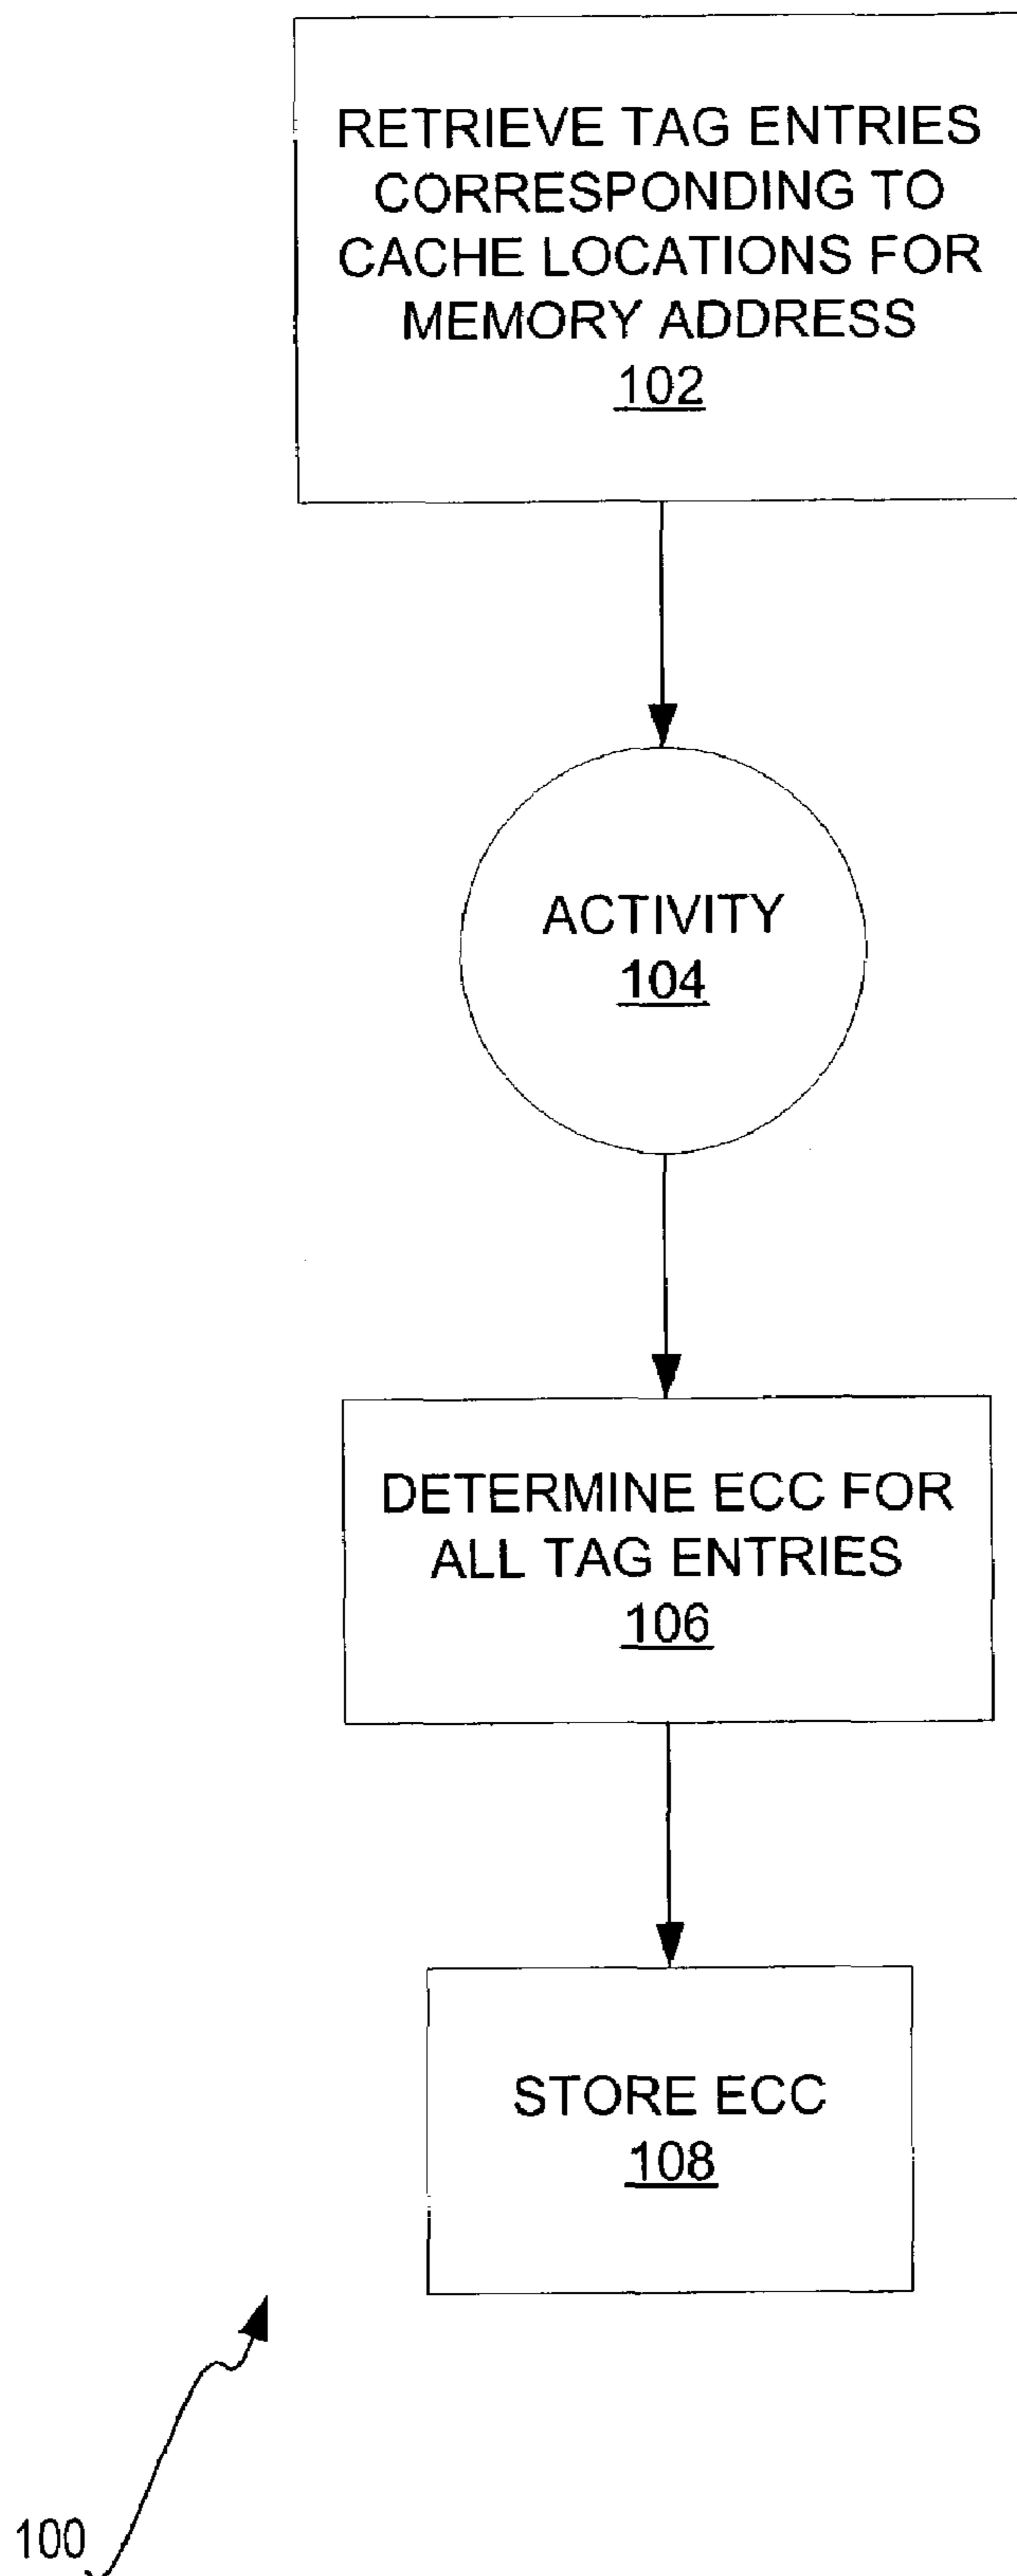 RETRIEVE TAG ENTRIES
CORRESPONDING TO
CACHE LOCATIONS FOR
MEMORY ADDRESS
102
ACTIVITY
104
DETERMINE ECC FOR
ALL TAG ENTRIES
106
STORE ECC
108
100